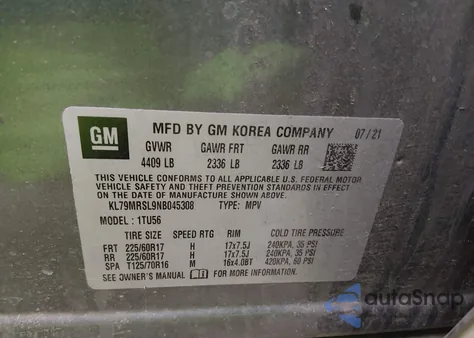 GM
MFD BY GM KOREA COMPANY 07/21
GVWR GAWR FRT GAWR RR
4409 LB 2336 LB 2336 LB
THIS VEHICLE CONFORMS TO ALL APPLICABLE U.S. FEDERAL MOTOR
VEHICLE SAFETY, BUMPER, AND THEFT PREVENTION STANDARDS IN EFFECT
ON THE DATE OF MANUFACTURE SHOWN ABOVE.
KL79MRSL9NB045308 TYPE: MPV
MODEL: 1TU56
TIRE SIZE SPEED RTG RIM COLD TIRE PRESSURE
FRT 225/60R17 H 17x7.5J 240KPA, 35 PSI
RR 225/60R17 H 17x7.5J 240KPA, 35 PSI
SPA T125/70R16 M 16x4.0BT 420KPA, 60 PSI
SEE OWNER'S MANUAL FOR MORE INFORMATION
autoSnap